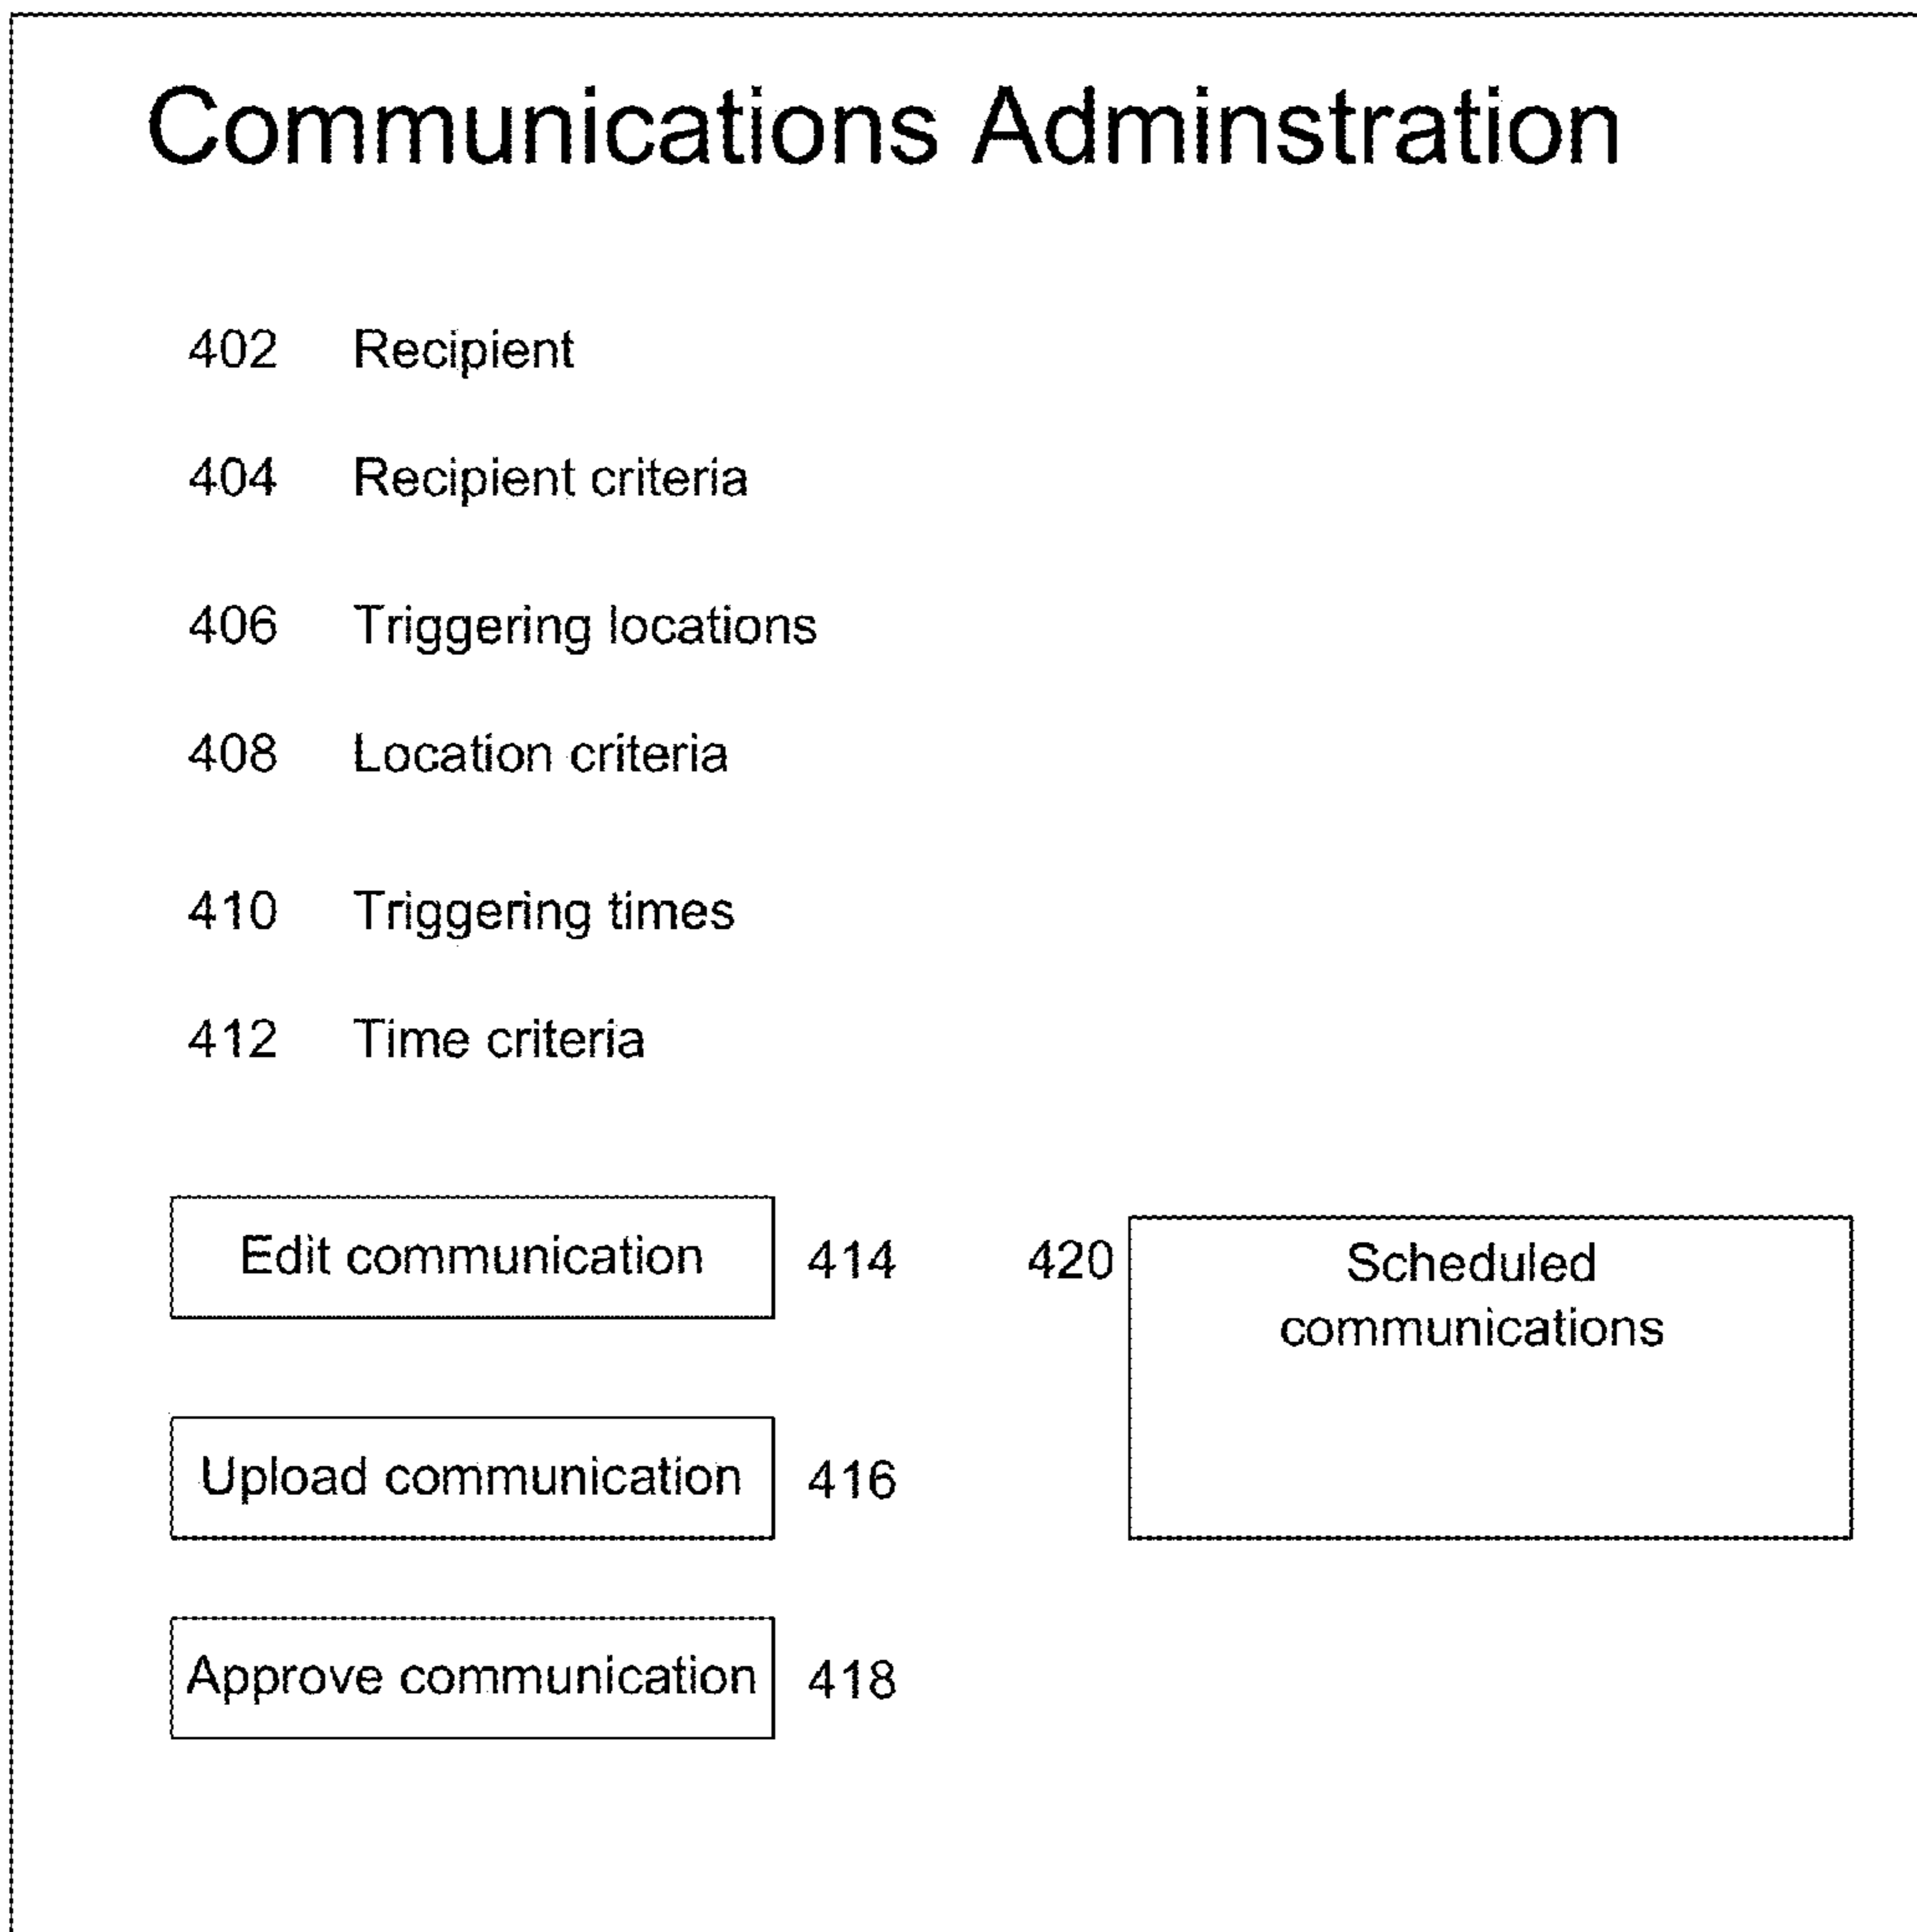 Communications Adminstration
402 Recipient
404 Recipient criteria
406 Triggering locations
408 Location criteria
410 Triggering times
412 Time criteria
Edit communication 414
420 Scheduled
communications
Upload communication 416
Approve communication 418